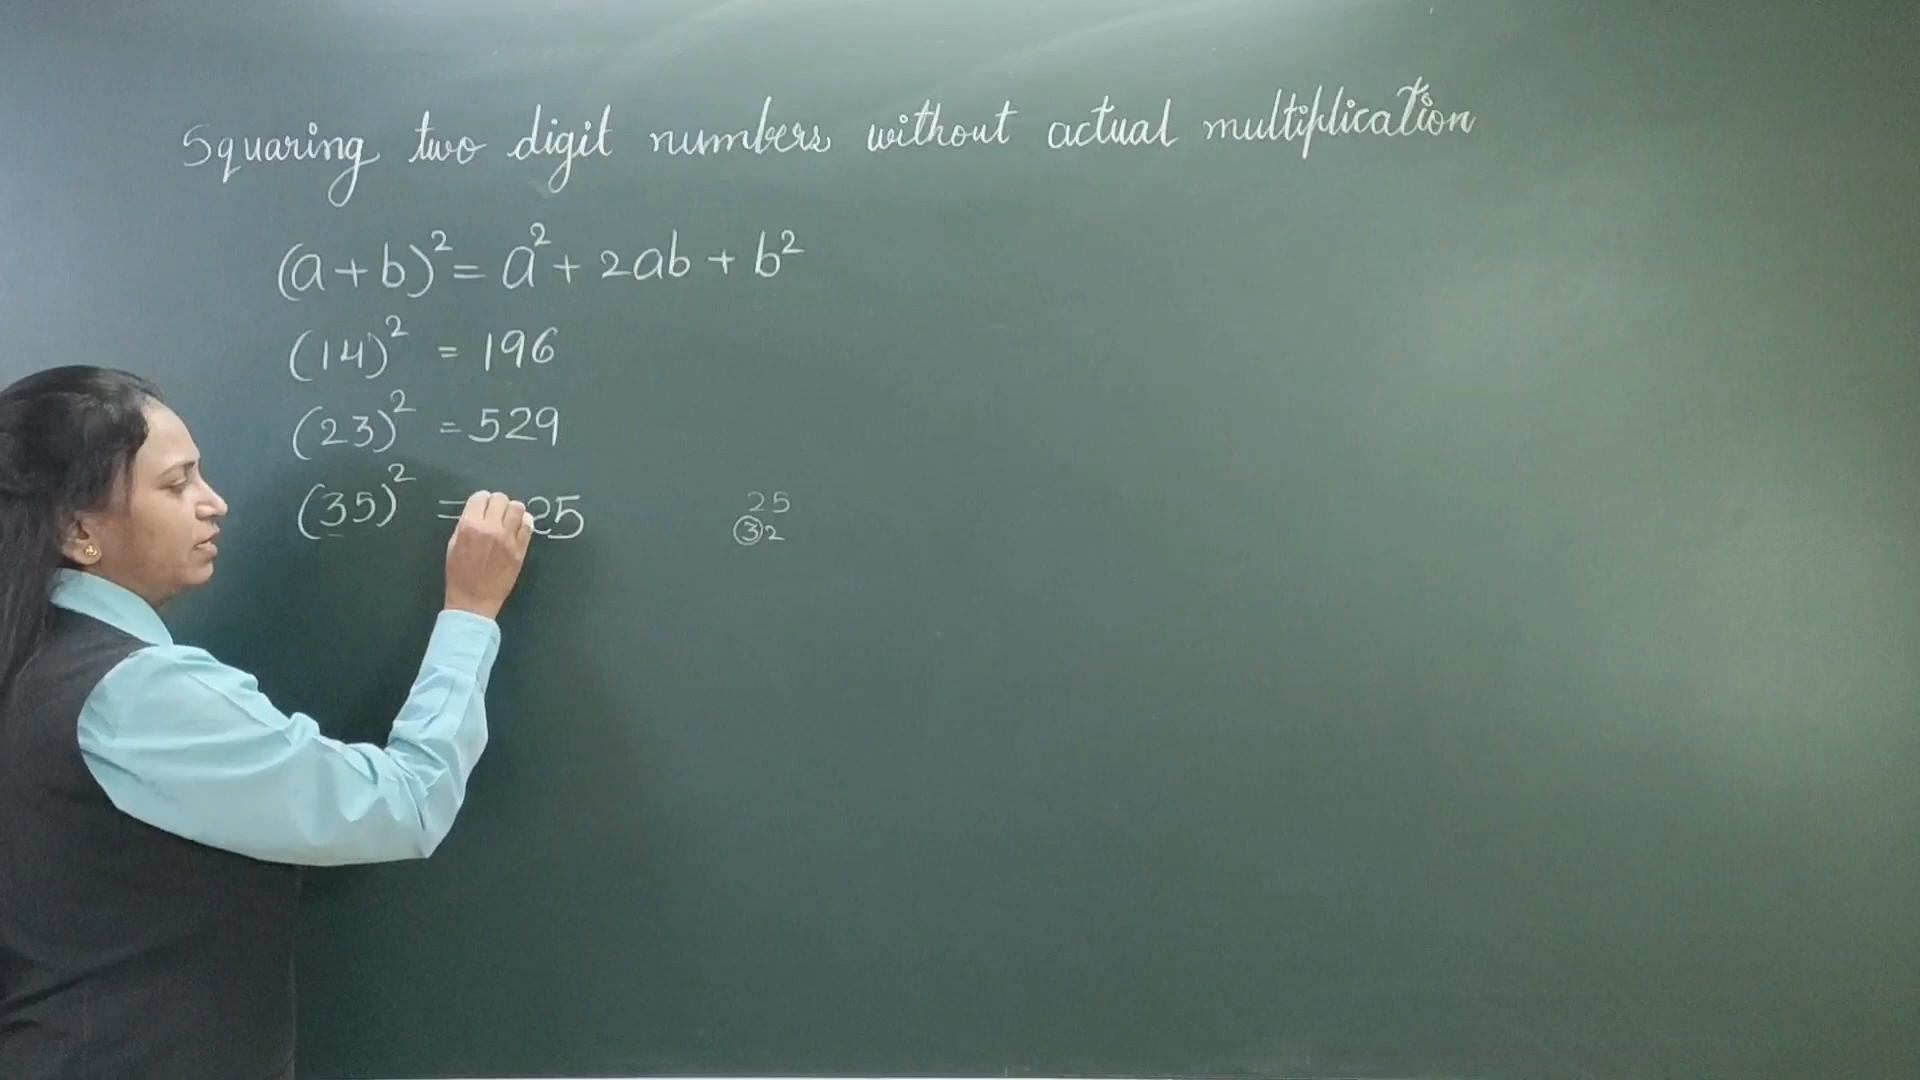 Squaring two digit numbers without actual multiplication
(a+b)² = a² + 2ab + b²
(14)² = 196
(23)² = 529
(35)² = 25
25
③2